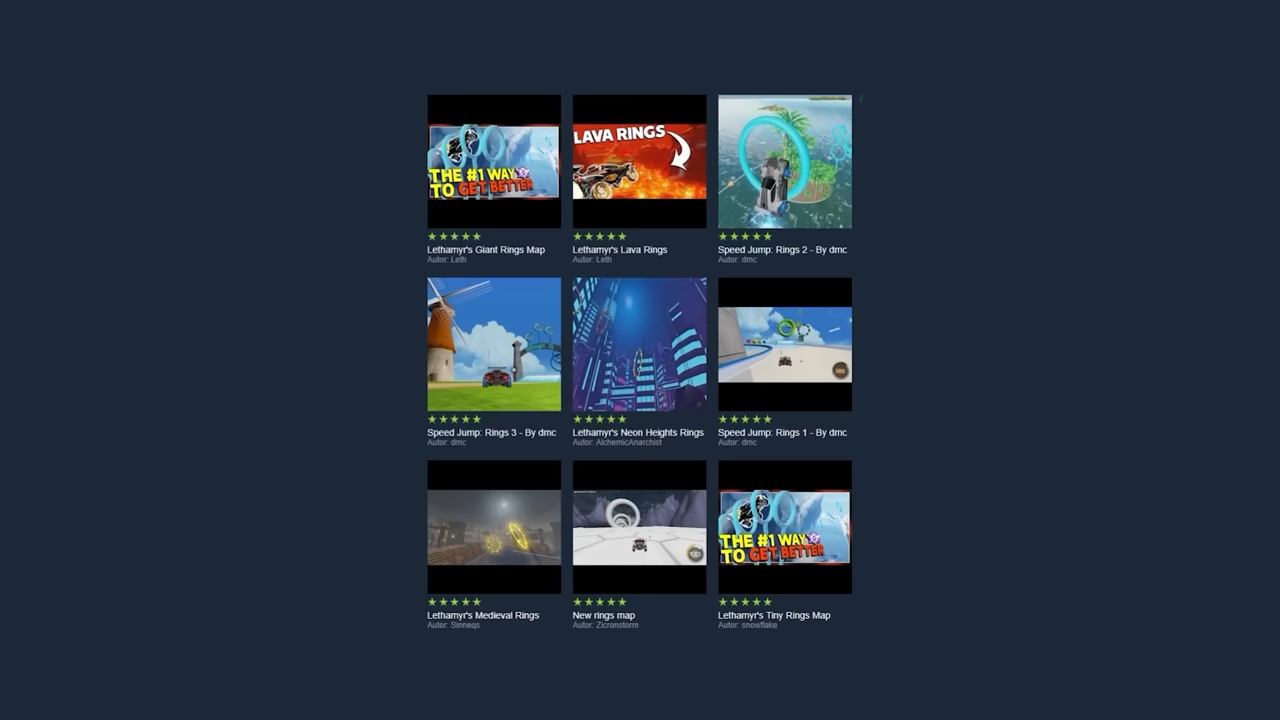 THE #1 WAY
TO GET BETTER
LAVA RINGS
Lethamyr's Giant Rings Map
Autor: Leth
Lethamyr's Lava Rings
Autor: Leth
Speed Jump: Rings 2 - By dmc
Autor: dmc
Speed Jump: Rings 3 - By dmc
Autor: dmc
Lethamyr's Neon Heights Rings
Autor: AlchemicAnarchist
Speed Jump: Rings 1 - By dmc
Autor: dmc
THE #1 WAY
TO GET BETTER
Lethamyr's Medieval Rings
Autor: Sinneqs
New rings map
Autor: Zicronstorm
Lethamyr's Tiny Rings Map
Autor: snowflake